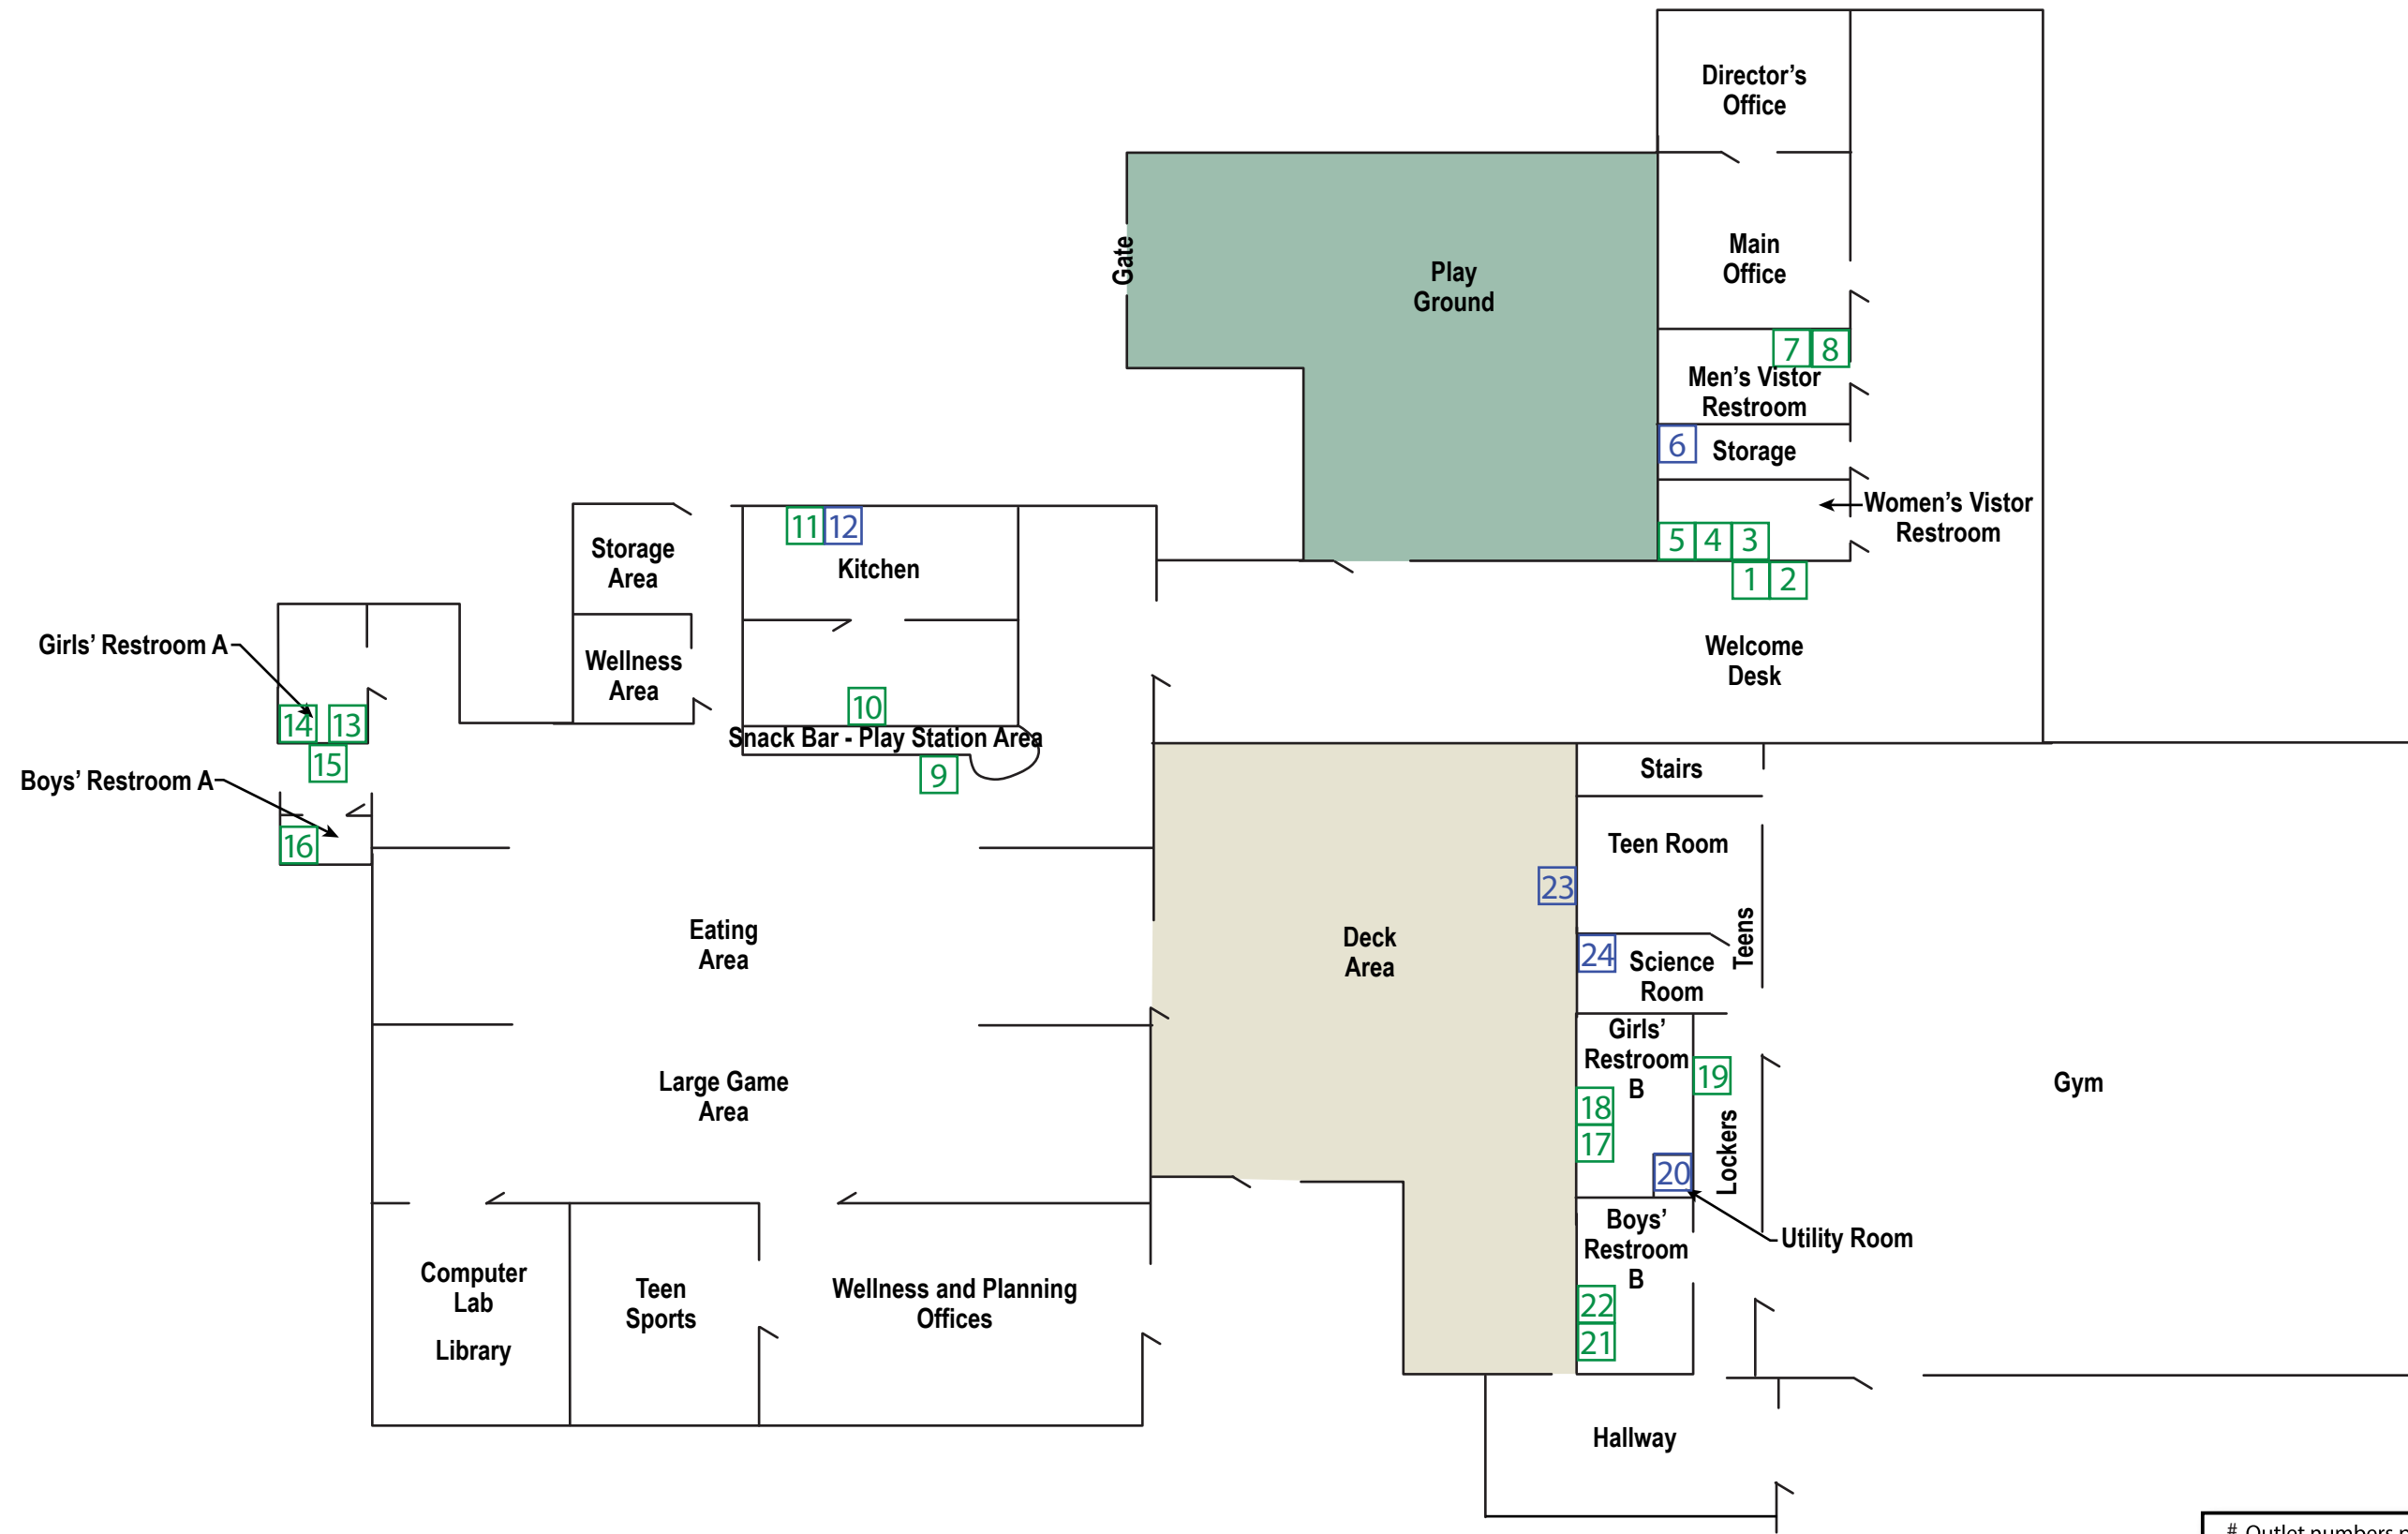 Director’s
Office
Main
Office
Gate
Play
Ground
7 8
Men’s Vistor
Restroom
6
Storage
Women’s Vistor
Restroom
5 4 3
1 2
Welcome
Desk
11 12
Kitchen
Storage
Area
Wellness
Area
10
Snack Bar - Play Station Area
9
Girls’ Restroom A
14 13
15
Boys’ Restroom A
16
Stairs
Teen Room
23
Teens
24
Science
Room
Eating
Area
Deck
Area
Girls’
Restroom
B
19
18
17
Lockers
20
Gym
Large Game
Area
Boys’
Restroom
B
Utility Room
22
21
Computer
Lab
Library
Teen
Sports
Wellness and Planning
Offices
Hallway
# Outlet numbers